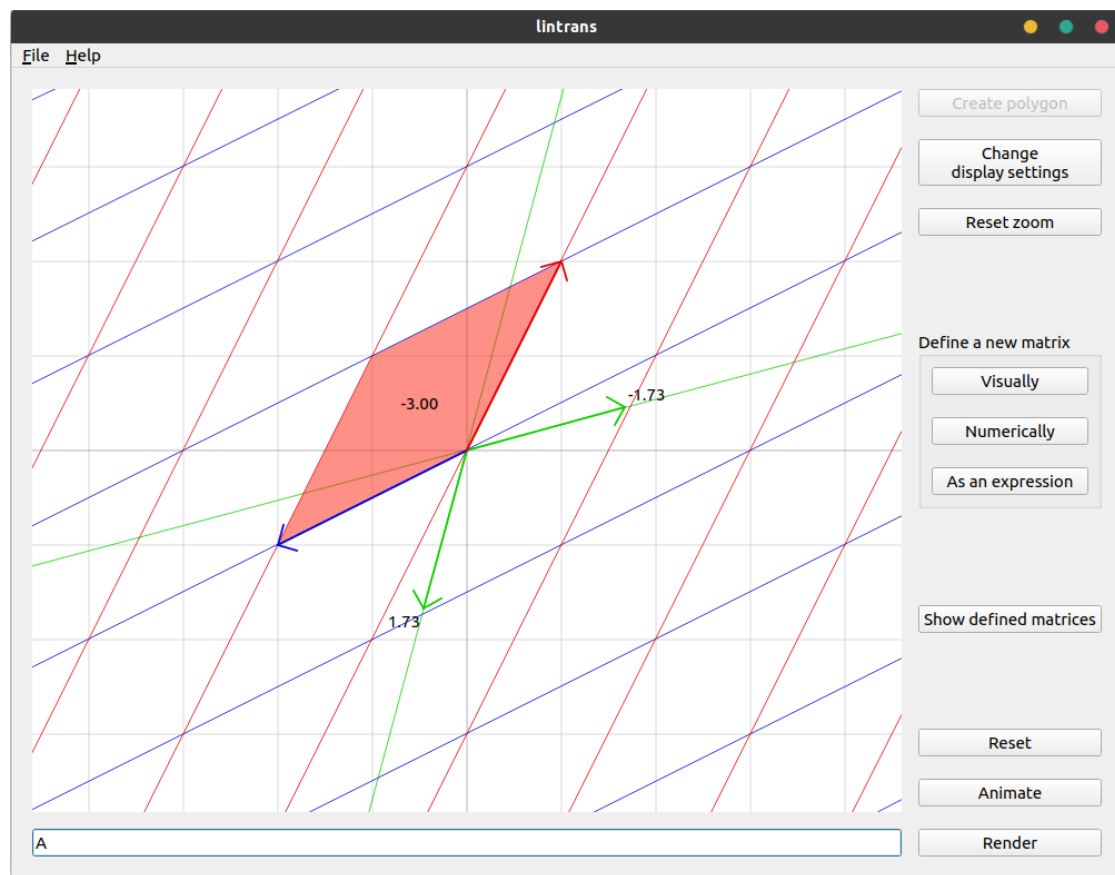 lintrans
File Help
Create polygon
Change
display settings
Reset zoom
Define a new matrix
Visually
Numerically
As an expression
Show defined matrices
Reset
Animate
Render
-3.00
-1.73
1.73
A